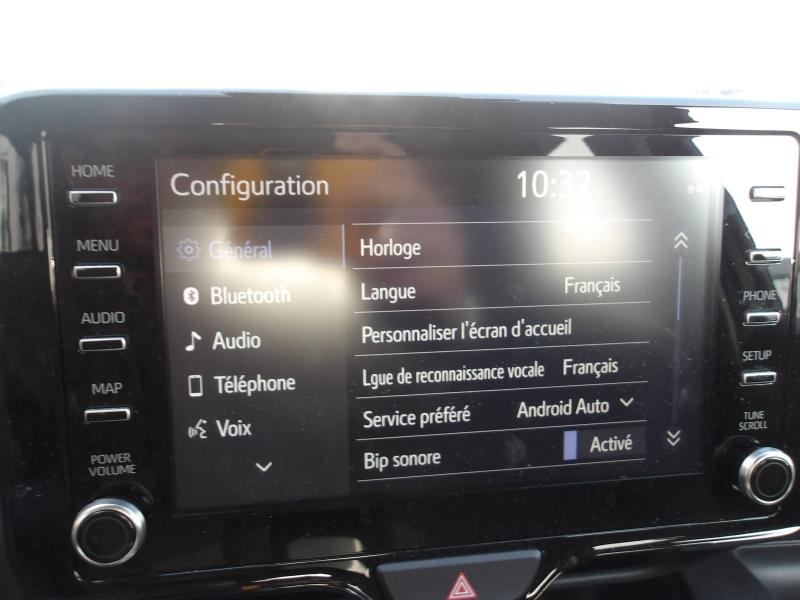 HOME
MENU
AUDIO
MAP
POWER
VOLUME
Configuration 10:32
Général
Bluetooth
Audio
Téléphone
Voix
Horloge
Langue Français
Personnaliser l'écran d'accueil
Lgue de reconnaissance vocale Français
Service préféré Android Auto
Bip sonore Activé
PHONE
SETUP
TUNE
SCROLL